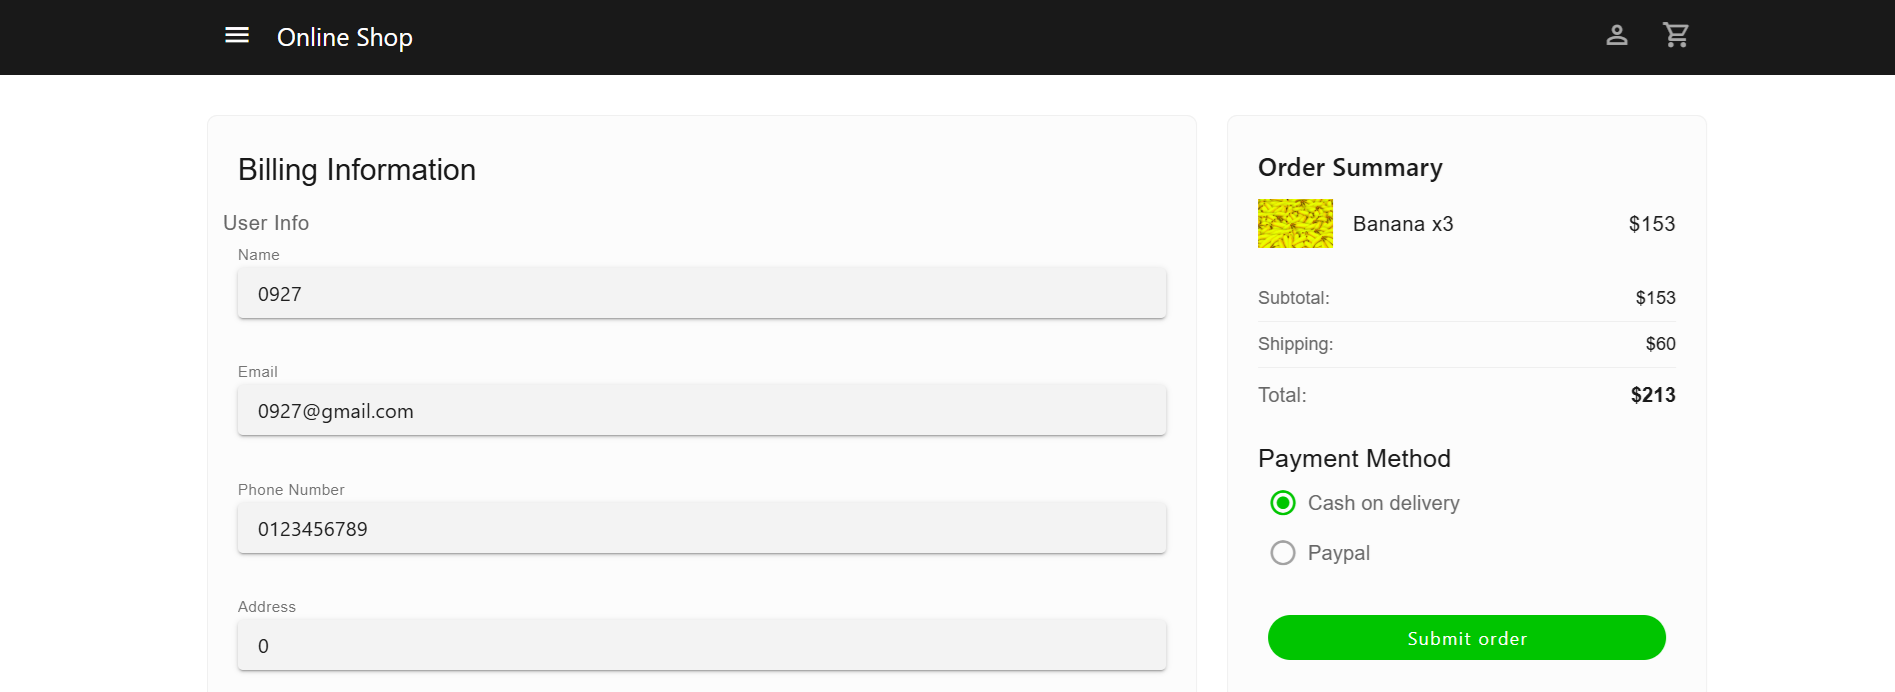 Online Shop
Billing Information
User Info
Name
0927
Email
0927@gmail.com
Phone Number
0123456789
Address
0
Order Summary
Banana x3 $153
Subtotal: $153
Shipping: $60
Total: $213
Payment Method
Cash on delivery
Paypal
Submit order